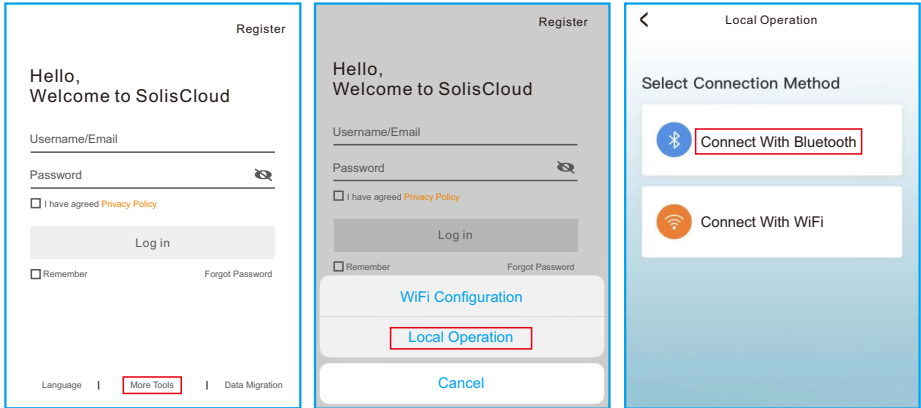 Register
Hello,
Welcome to SolisCloud
Username/Email
Password
I have agreed Privacy Policy
Log in
Remember Forgot Password
Language | More Tools | Data Migration
Register
Hello,
Welcome to SolisCloud
Username/Email
Password
I have agreed Privacy Policy
Log in
Remember Forgot Password
WiFi Configuration
Local Operation
Cancel
Local Operation
Select Connection Method
Connect With Bluetooth
Connect With WiFi